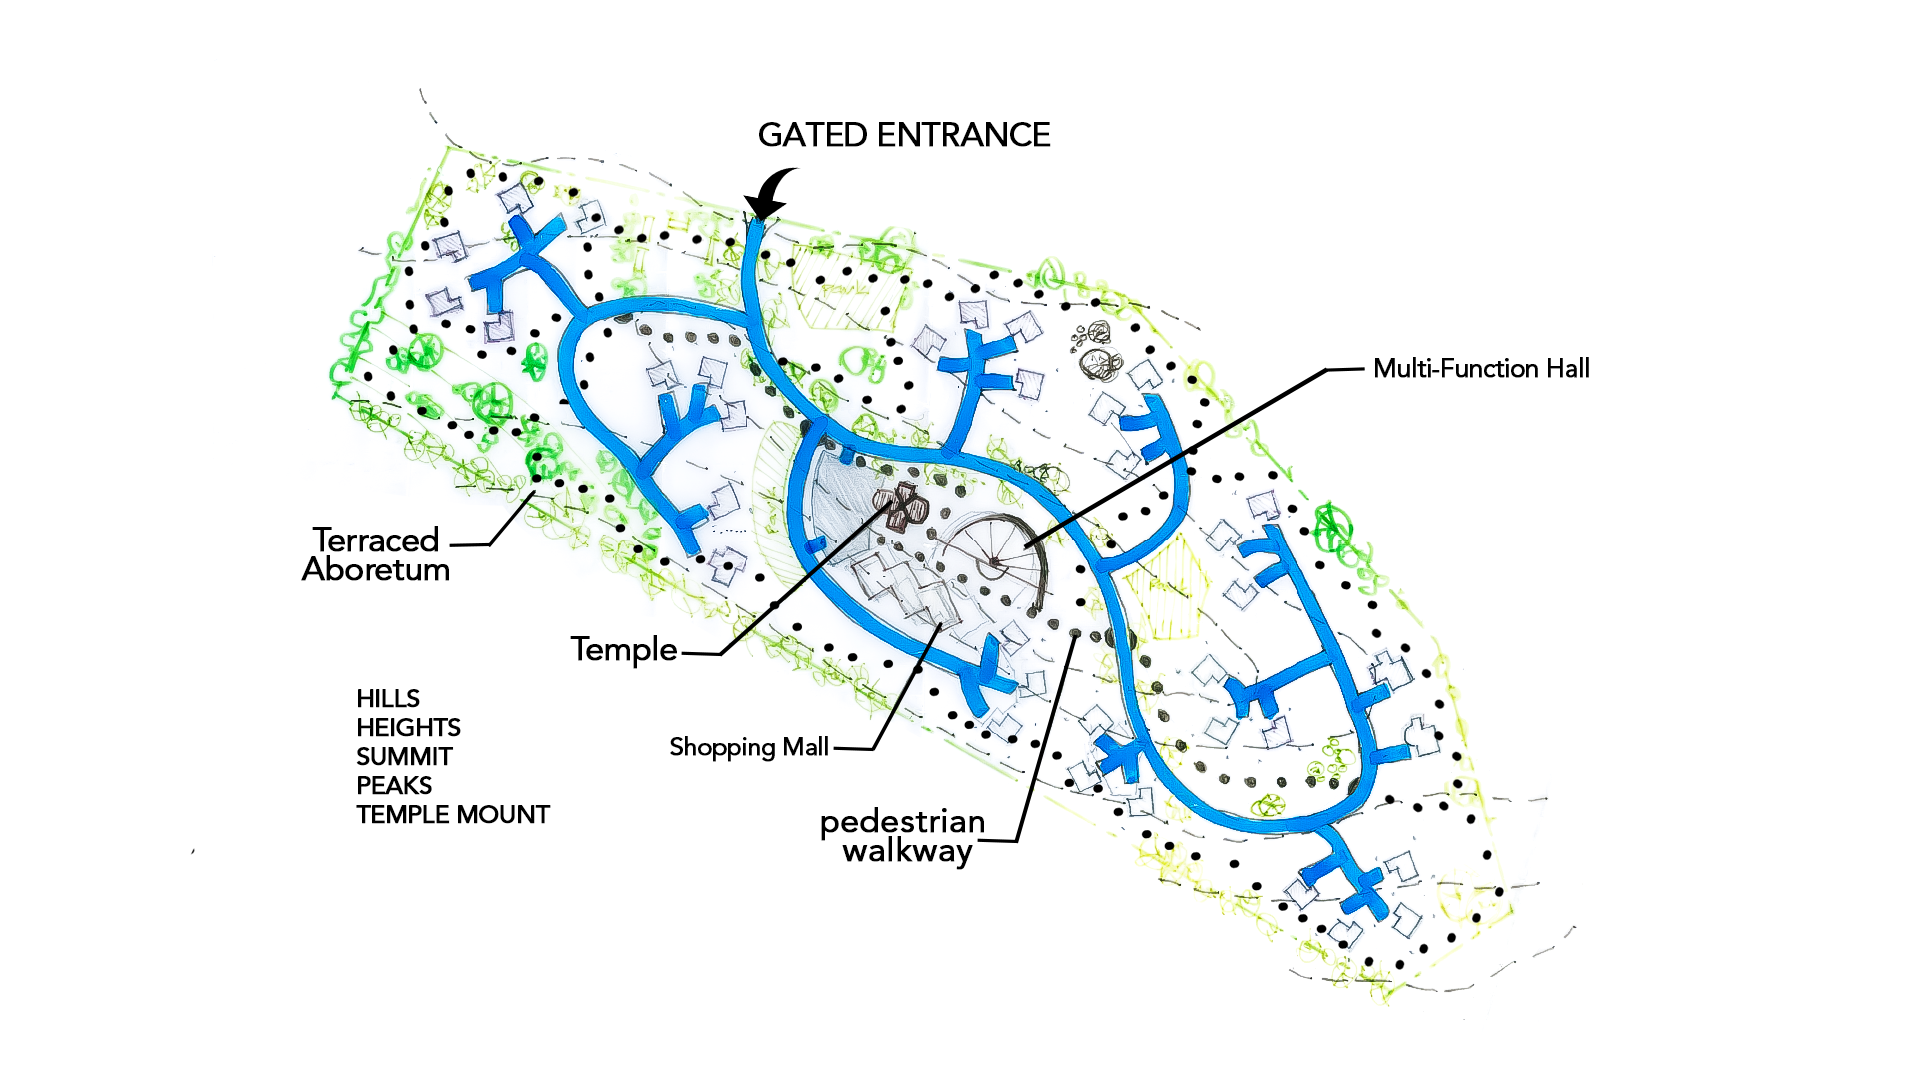 GATED ENTRANCE
Multi-Function Hall
Terraced
Aboretum
Temple
Shopping Mall
pedestrian
walkway
HILLS
HEIGHTS
SUMMIT
PEAKS
TEMPLE MOUNT